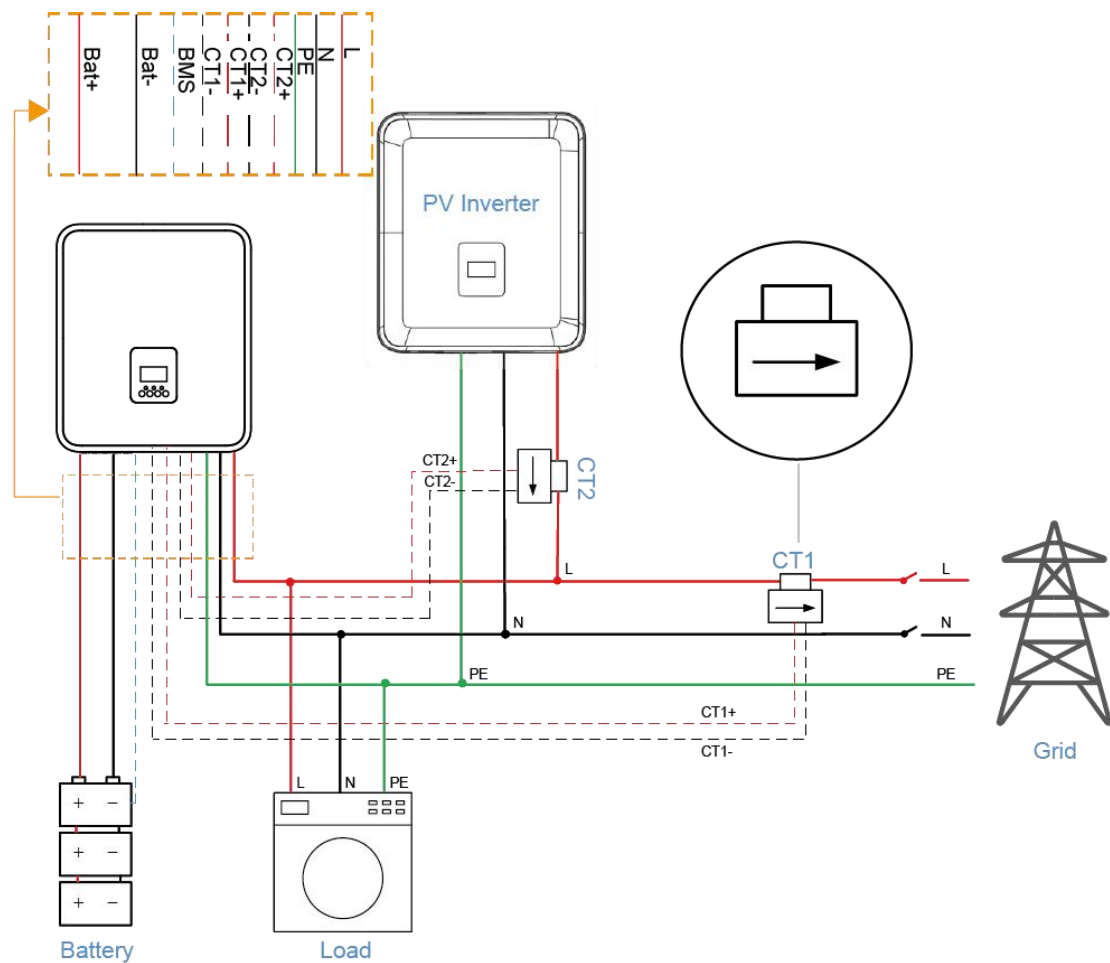 Bat+
Bat-
BMS
CT1-
CT1+
CT2-
CT2+
PE
N
L
PV Inverter
CT2+
CT2-
CT2
L
CT1
L
N
N
PE
PE
CT1+
CT1-
Grid
L
N
PE
+ −
+ −
+ −
Battery
Load